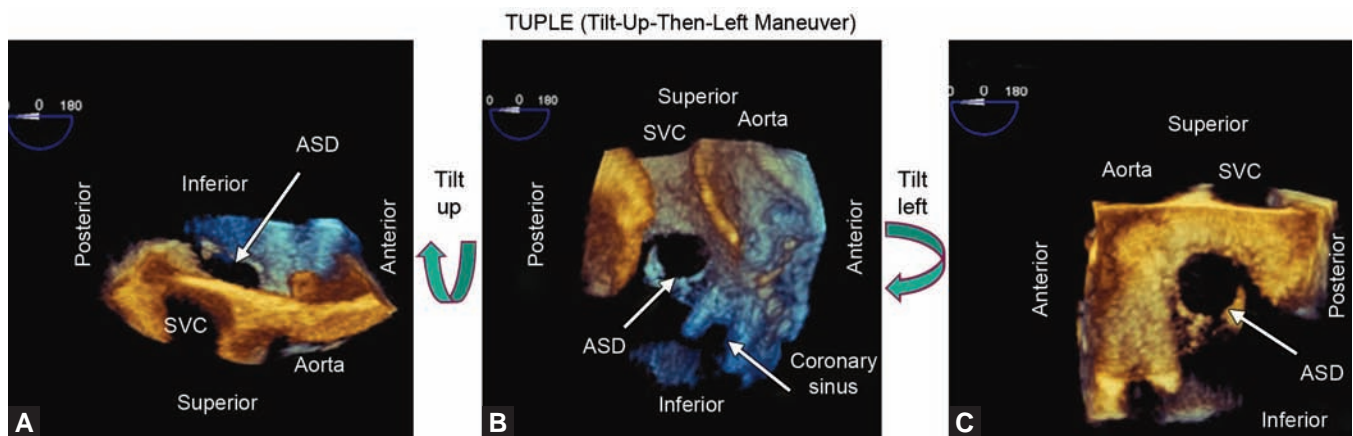 TUPLE (Tilt-Up-Then-Left Maneuver)
0 180
ASD
Inferior
Posterior
Anterior
SVC
Aorta
Superior
A
Tilt
up
0 0 180
Superior
SVC
Aorta
Posterior
Anterior
ASD
Coronary
sinus
Inferior
B
Tilt
left
0 0 180
Superior
Aorta
SVC
Anterior
Posterior
ASD
Inferior
C